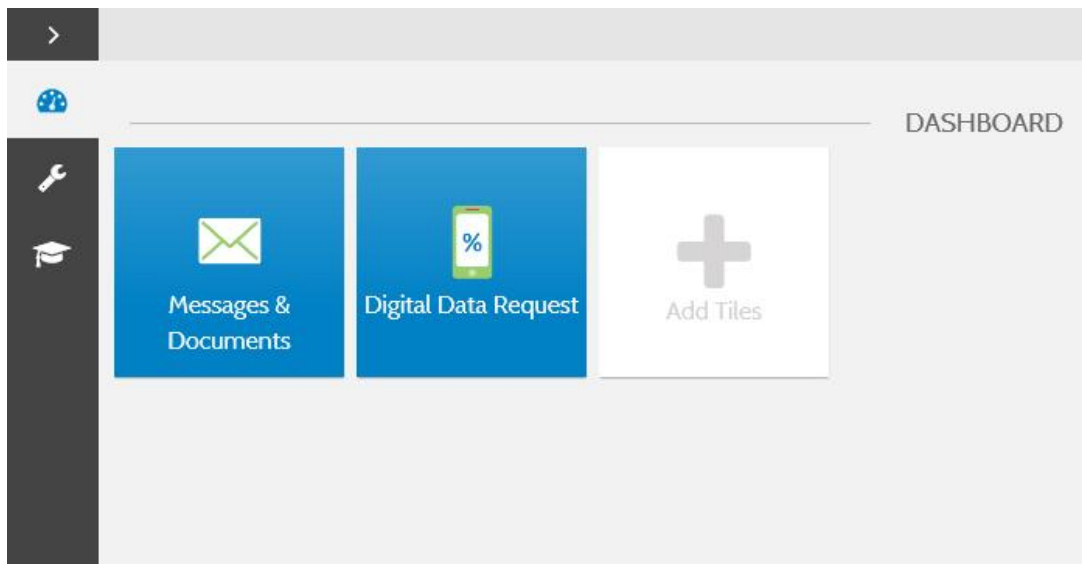 DASHBOARD
Messages &
Documents
%
Digital Data Request
Add Tiles